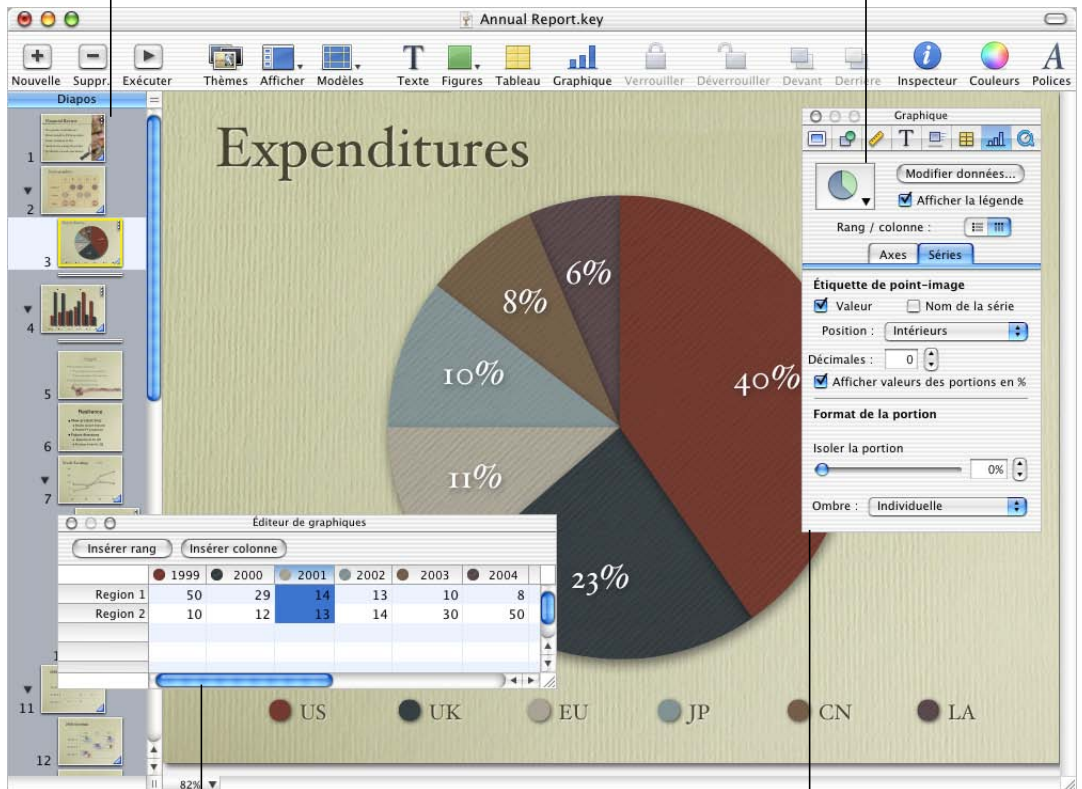 Annual Report.key
Nouvelle Suppr. Exécuter Thèmes Afficher Modèles Texte Figures Tableau Graphique Verrouiller Déverrouiller Devant Derrière Inspecteur Couleurs Polices
Diapos
1
2
3
4
5
6
7
11
12
Expenditures
6%
8%
10%
40%
11%
23%
US UK EU JP CN LA
Graphique
Modifier données...
Afficher la légende
Rang / colonne :
Axes Séries
Étiquette de point-image
Valeur Nom de la série
Position : Intérieurs
Décimales : 0
Afficher valeurs des portions en %
Format de la portion
Isoler la portion
0%
Ombre : Individuelle
Éditeur de graphiques
Insérer rang Insérer colonne
1999 2000 2001 2002 2003 2004
Region 1 50 29 14 13 10 8
Region 2 10 12 13 14 30 50
82%